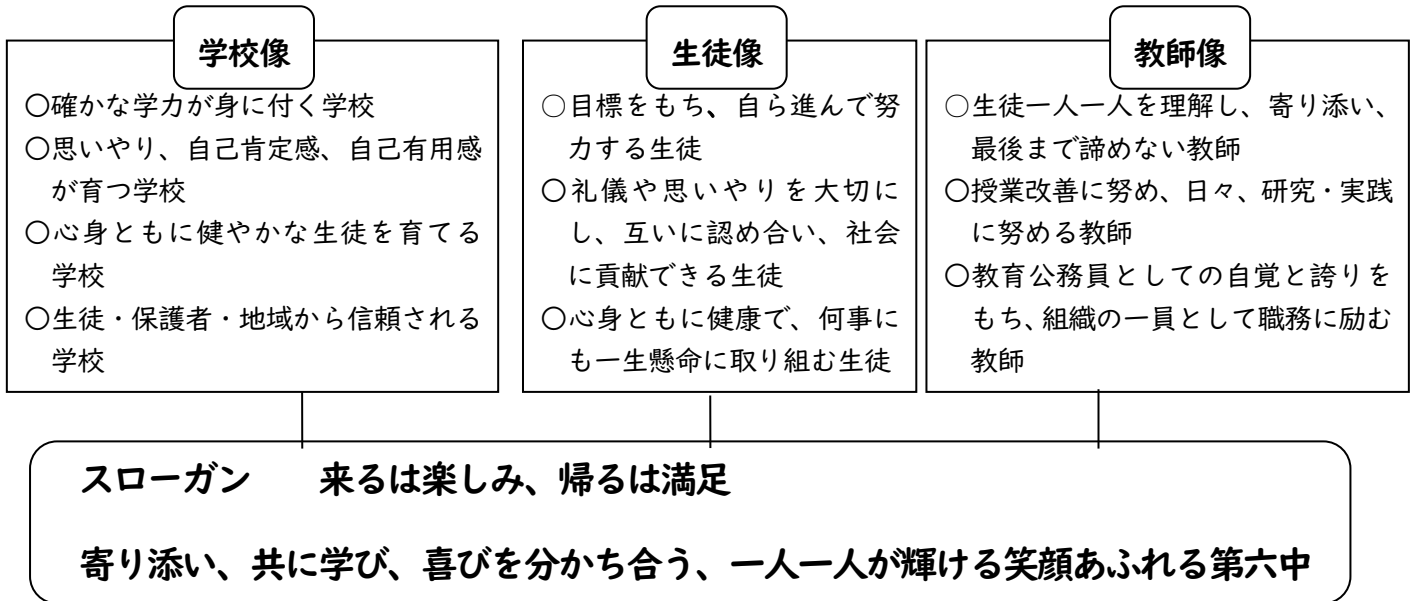 学校像
〇確かな学力が身に付く学校
〇思いやり、自己肯定感、自己有用感
が育つ学校
〇心身ともに健やかな生徒を育てる
学校
〇生徒・保護者・地域から信頼される
学校
生徒像
〇目標をもち、自ら進んで努
力する生徒
〇礼儀や思いやりを大切に
し、互いに認め合い、社会
に貢献できる生徒
〇心身ともに健康で、何事に
も一生懸命に取り組む生徒
教師像
〇生徒一人一人を理解し、寄り添い、
最後まで諦めない教師
〇授業改善に努め、日々、研究・実践
に努める教師
〇教育公務員としての自覚と誇りを
もち、組織の一員として職務に励む
教師
スローガン　来るは楽しみ、帰るは満足
寄り添い、共に学び、喜びを分かち合う、一人一人が輝ける笑顔あふれる第六中